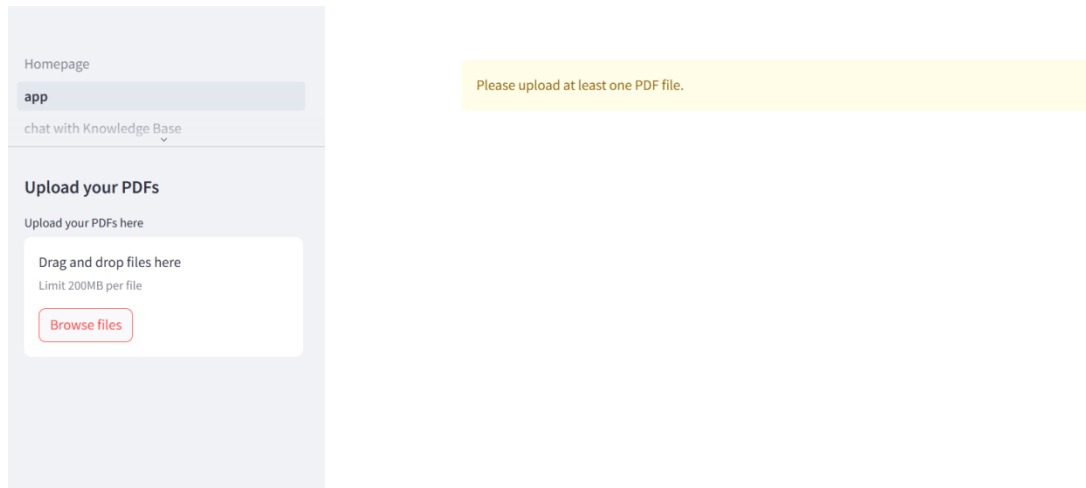 Homepage
app
chat with Knowledge Base
Upload your PDFs
Upload your PDFs here
Drag and drop files here
Limit 200MB per file
Browse files
Please upload at least one PDF file.